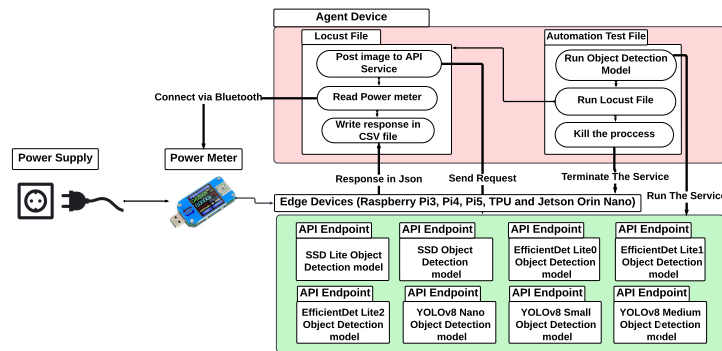 Agent Device
Locust File
Automation Test File
Post image to API
Service
Run Object Detection
Model
Connect via Bluetooth
Read Power meter
Run Locust File
Write response in
CSV file
Kill the proccess
Power Supply
Power Meter
Response in Json
Send Request
Terminate The Service
Run The Service
Edge Devices (Raspberry Pi3, Pi4, Pi5, TPU and Jetson Orin Nano)
API Endpoint
SSD Lite Object
Detection model
API Endpoint
SSD Object
Detection
model
API Endpoint
EfficientDet Lite0
Object Detection
model
API Endpoint
EfficientDet Lite1
Object Detection
model
API Endpoint
EfficientDet Lite2
Object Detection
model
API Endpoint
YOLOv8 Nano
Object Detection
model
API Endpoint
YOLOv8 Small
Object Detection
model
API Endpoint
YOLOv8 Medium
Object Detection
model